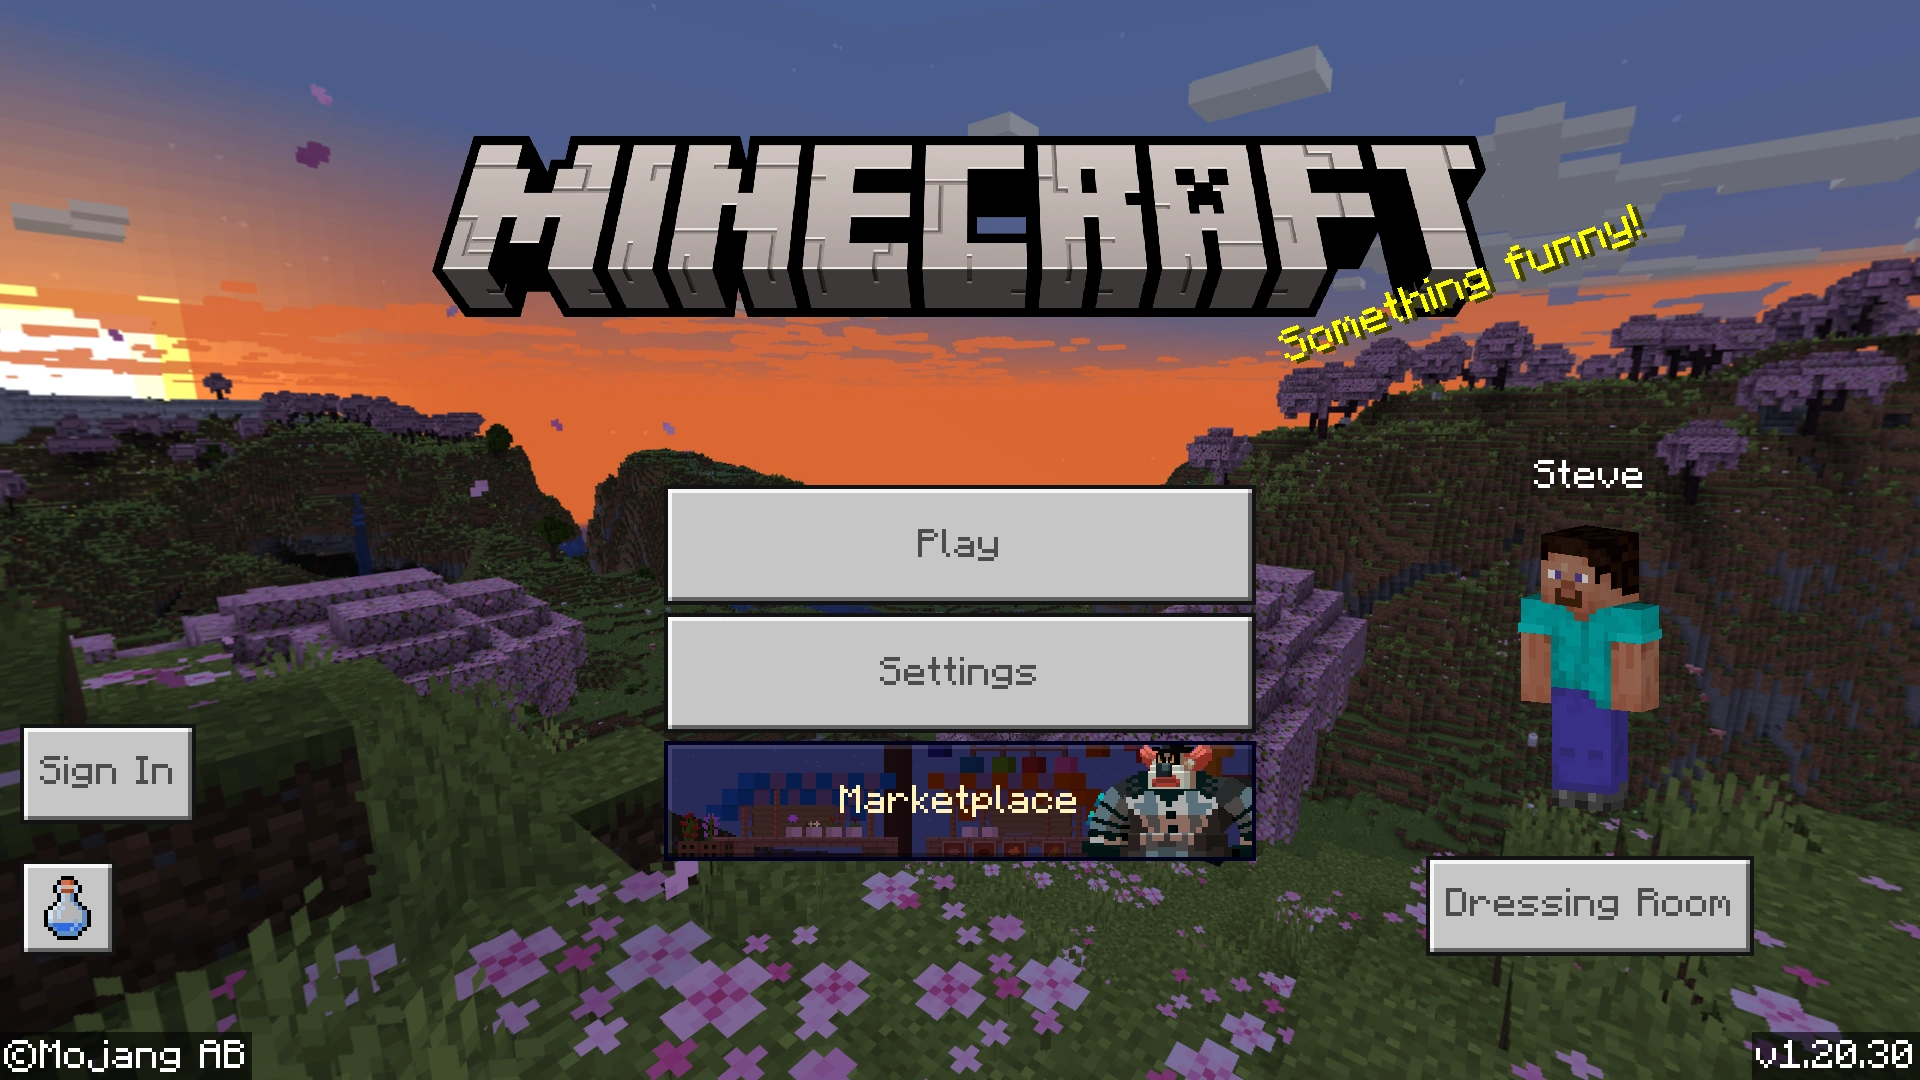 MINECRAFT
Something funny!
Steve
Play
Settings
Sign In
Marketplace
Dressing Room
©Mojang AB
v1.20.30